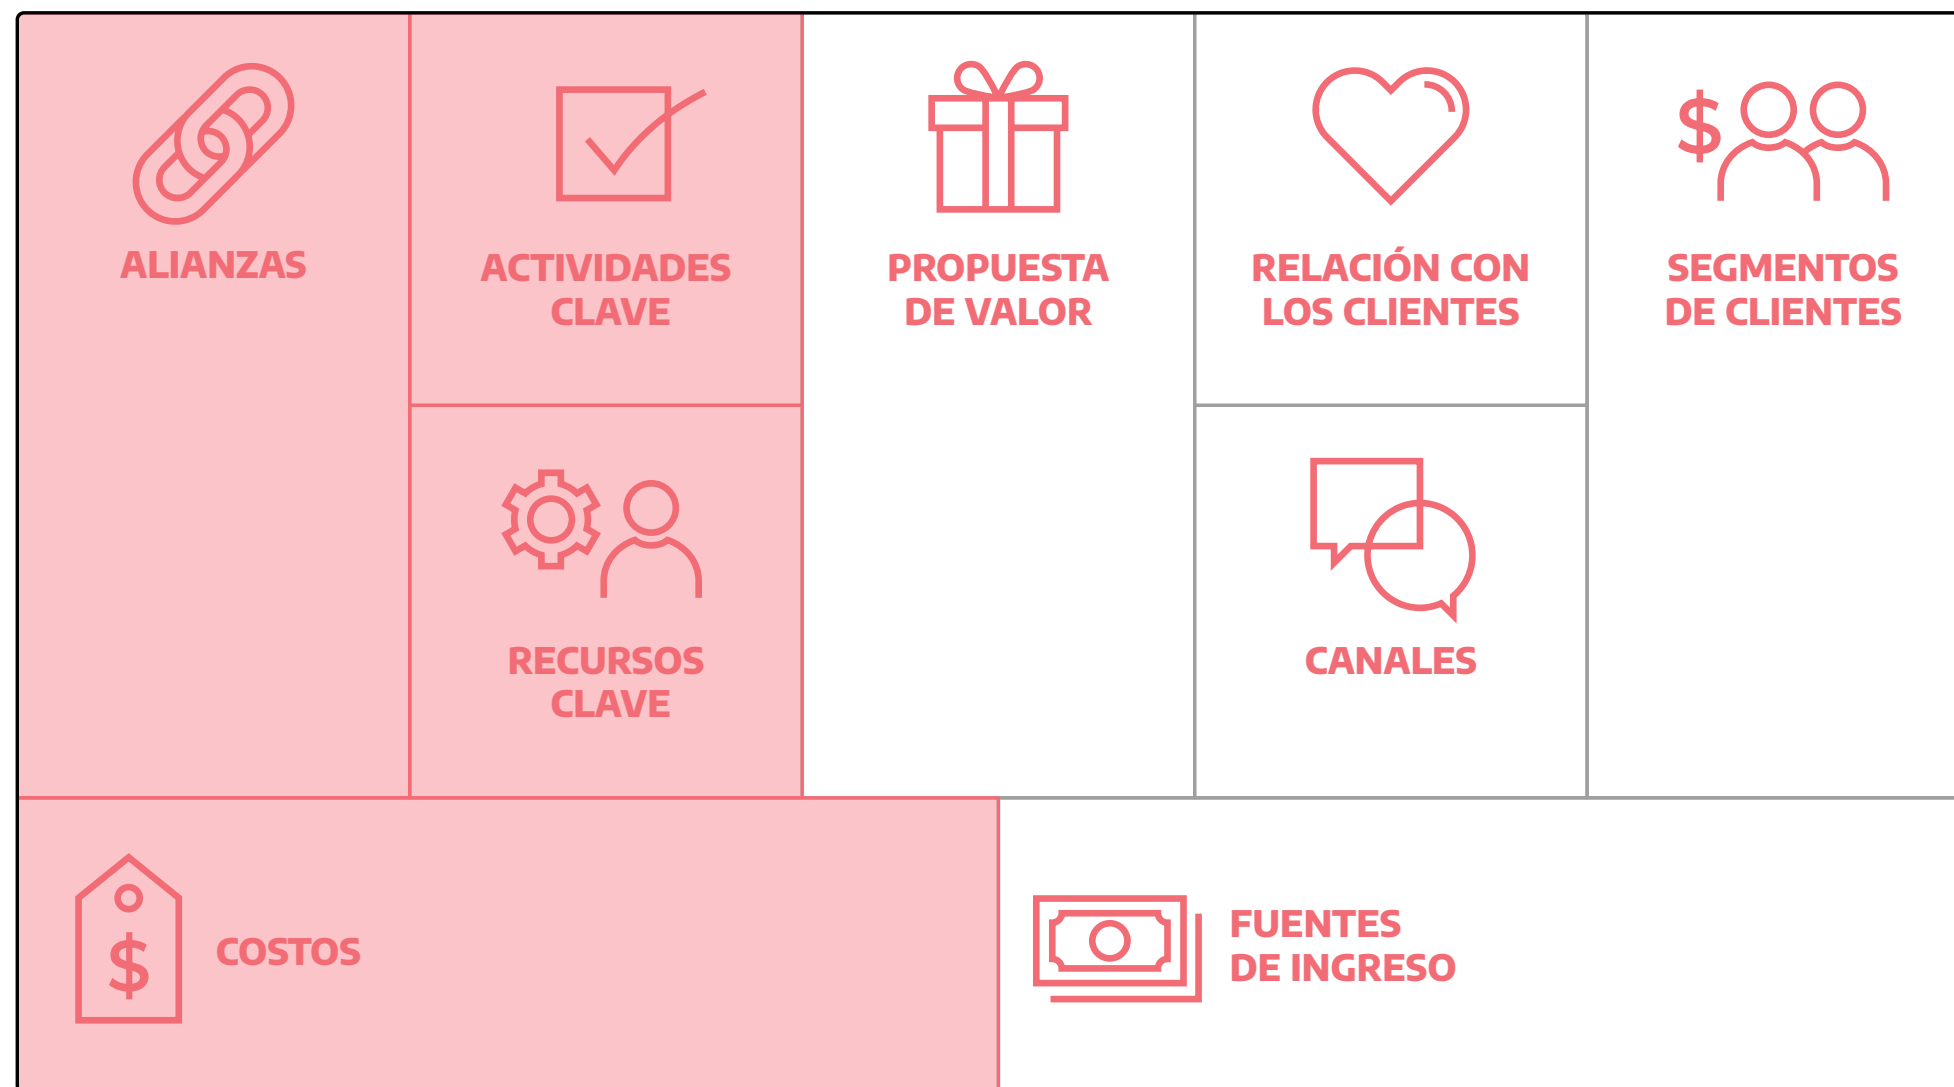 ALIANZAS
ACTIVIDADES
CLAVE
PROPUESTA
DE VALOR
RELACIÓN CON
LOS CLIENTES
$
SEGMENTOS
DE CLIENTES
RECURSOS
CLAVE
CANALES
$
COSTOS
FUENTES
DE INGRESO